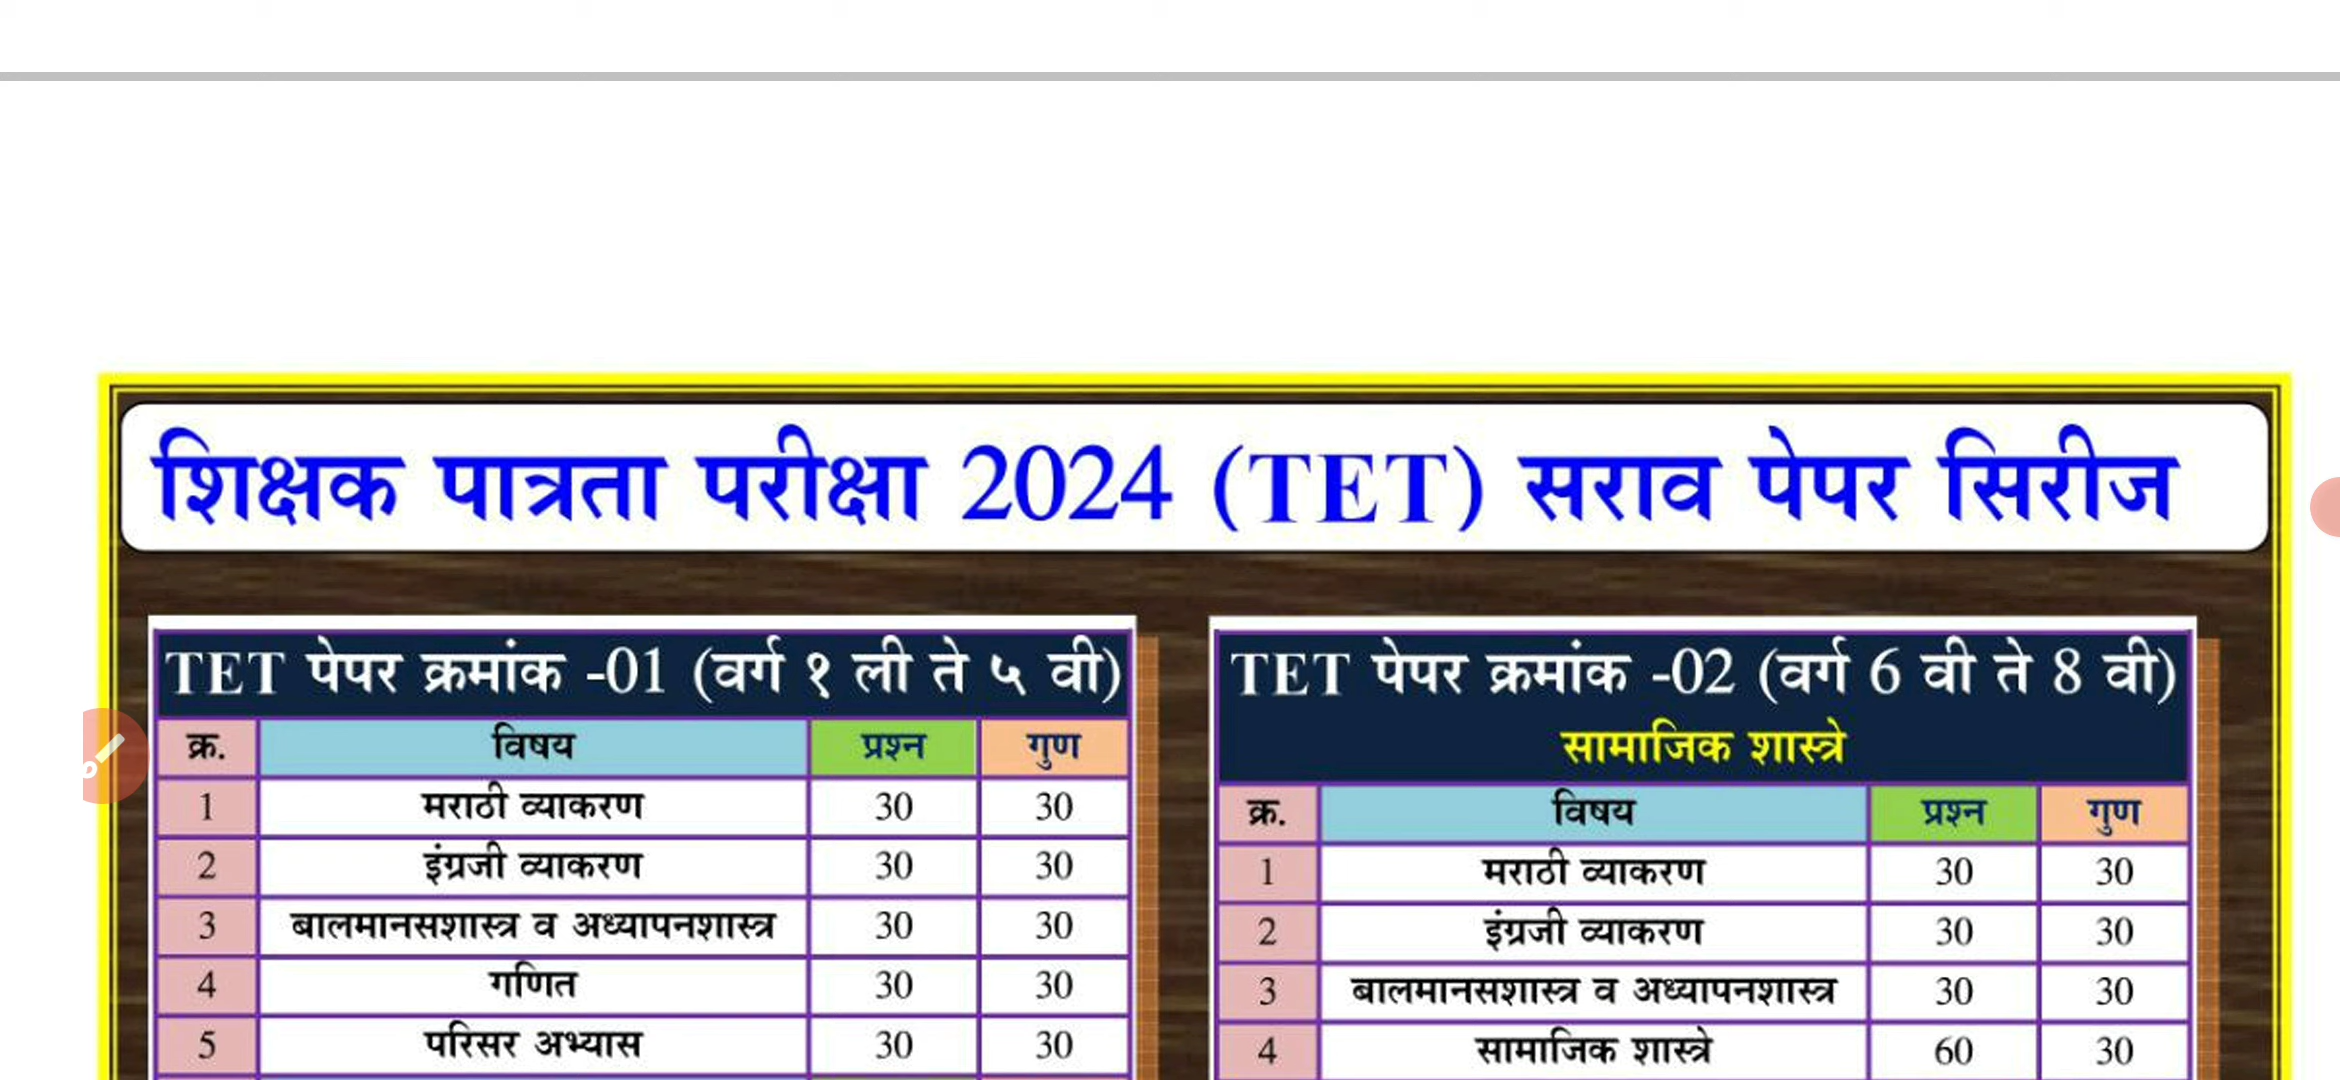 शिक्षक पात्रता परीक्षा 2024 (TET) सराव पेपर सिरीज
TET पेपर क्रमांक -01 (वर्ग १ ली ते ५ वी)
क्र. विषय प्रश्न गुण
1 मराठी व्याकरण 30 30
2 इंग्रजी व्याकरण 30 30
3 बालमानसशास्त्र व अध्यापनशास्त्र 30 30
4 गणित 30 30
5 परिसर अभ्यास 30 30
TET पेपर क्रमांक -02 (वर्ग 6 वी ते 8 वी)
सामाजिक शास्त्रे
क्र. विषय प्रश्न गुण
1 मराठी व्याकरण 30 30
2 इंग्रजी व्याकरण 30 30
3 बालमानसशास्त्र व अध्यापनशास्त्र 30 30
4 सामाजिक शास्त्रे 60 30